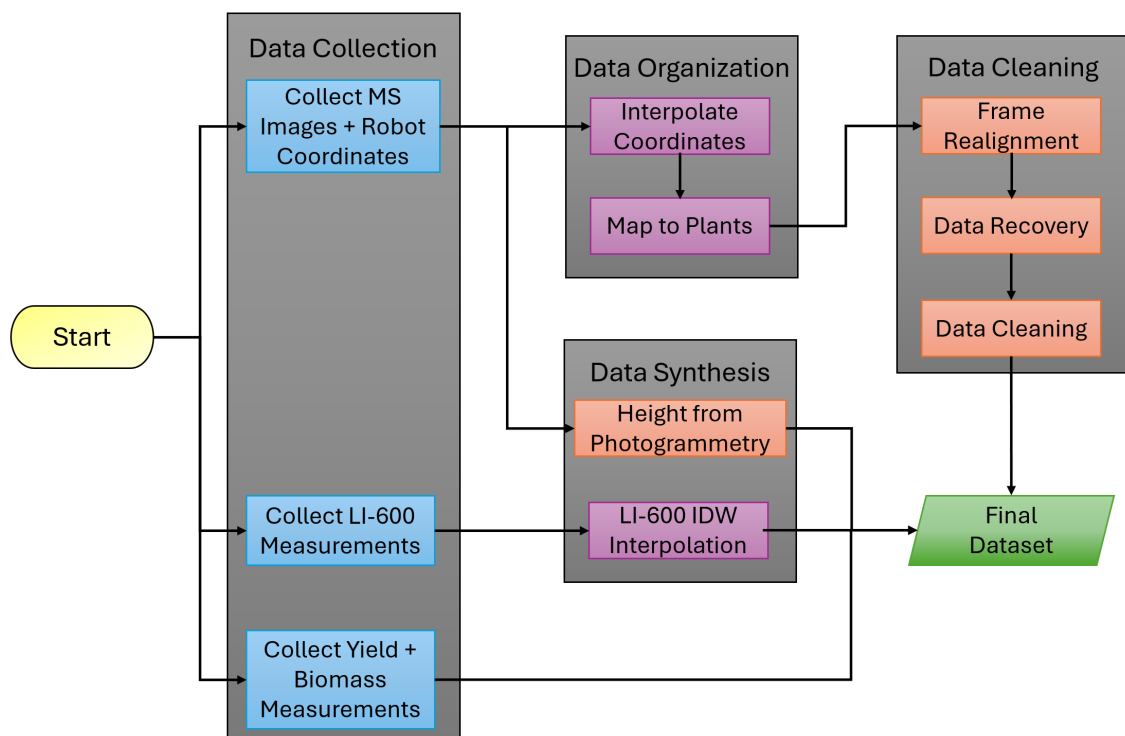 Start
Data Collection
Collect MS
Images + Robot
Coordinates
Collect LI-600
Measurements
Collect Yield +
Biomass
Measurements
Data Organization
Interpolate
Coordinates
Map to Plants
Data Synthesis
Height from
Photogrammetry
LI-600 IDW
Interpolation
Data Cleaning
Frame
Realignment
Data Recovery
Data Cleaning
Final
Dataset